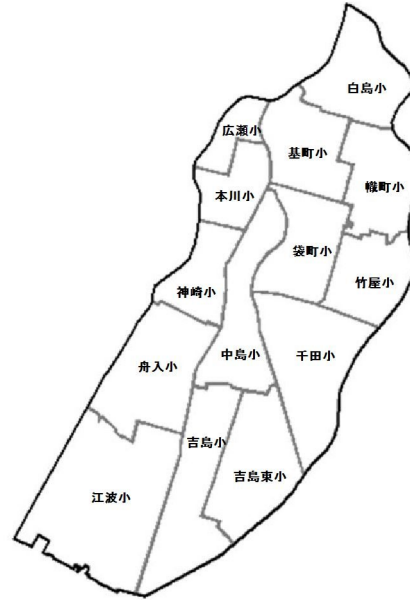 白島小
広瀬小
基町小
幟町小
本川小
袋町小
竹屋小
神崎小
中島小
千田小
舟入小
吉島小
吉島東小
江波小